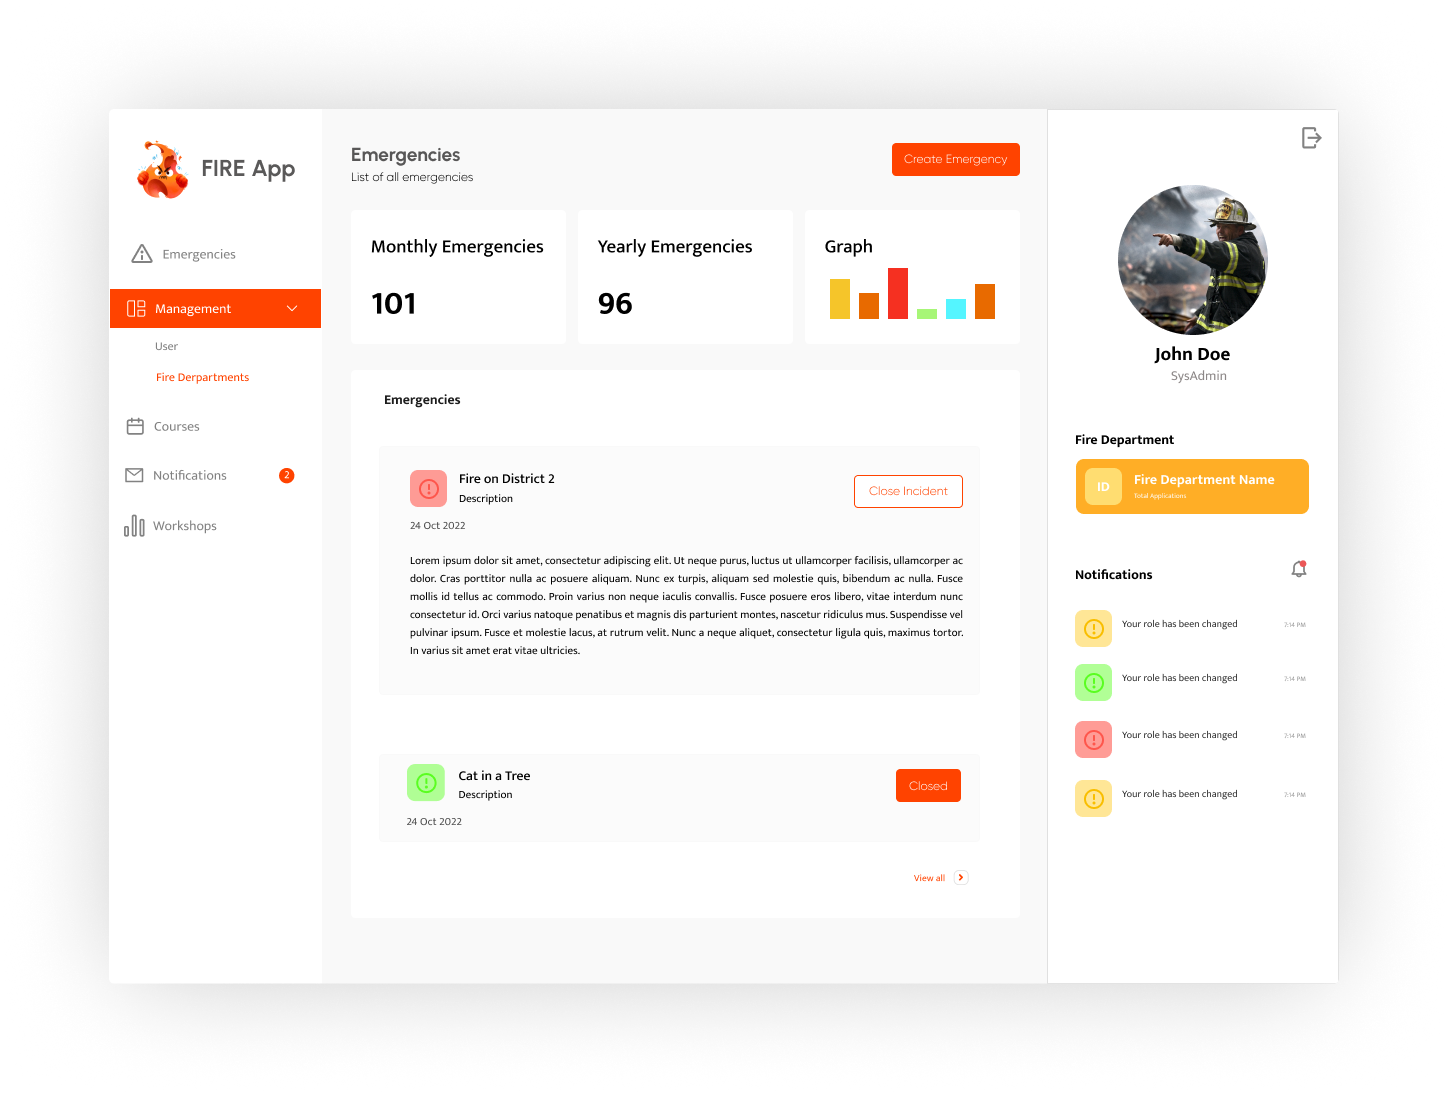 FIRE App
Emergencies
Management
User
Fire Derpartments
Courses
Notifications
2
Workshops
Emergencies
List of all emergencies
Create Emergency
Monthly Emergencies
101
Yearly Emergencies
96
Graph
Emergencies
Fire on District 2
Description
Close Incident
24 Oct 2022
Lorem ipsum dolor sit amet, consectetur adipiscing elit. Ut neque purus, luctus ut ullamcorper facilisis, ullamcorper ac
dolor. Cras porttitor nulla ac posuere aliquam. Nunc ex turpis, aliquam sed molestie quis, bibendum ac nulla. Fusce
mollis id tellus ac commodo. Proin varius non neque iaculis convallis. Fusce posuere eros libero, vitae interdum nunc
consectetur id. Orci varius natoque penatibus et magnis dis parturient montes, nascetur ridiculus mus. Suspendisse vel
pulvinar ipsum. Fusce et molestie lacus, at rutrum velit. Nunc a neque aliquet, consectetur ligula quis, maximus tortor.
In varius sit amet erat vitae ultricies.
Cat in a Tree
Description
Closed
24 Oct 2022
View all
John Doe
SysAdmin
Fire Department
ID
Fire Department Name
Total Applications
Notifications
Your role has been changed
2:14 PM
Your role has been changed
2:14 PM
Your role has been changed
2:14 PM
Your role has been changed
2:14 PM